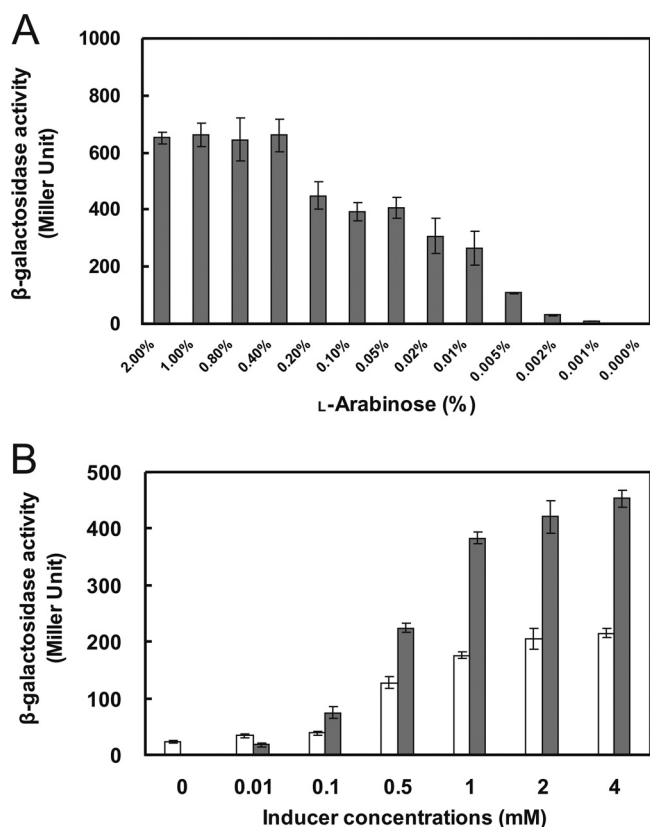 A
β-galactosidase activity
(Miller Unit)
1000
800
600
400
200
0
2.00% 1.00% 0.80% 0.40% 0.20% 0.10% 0.05% 0.02% 0.01% 0.005% 0.002% 0.001% 0.000%
L-Arabinose (%)
B
β-galactosidase activity
(Miller Unit)
500
400
300
200
100
0
0 0.01 0.1 0.5 1 2 4
Inducer concentrations (mM)